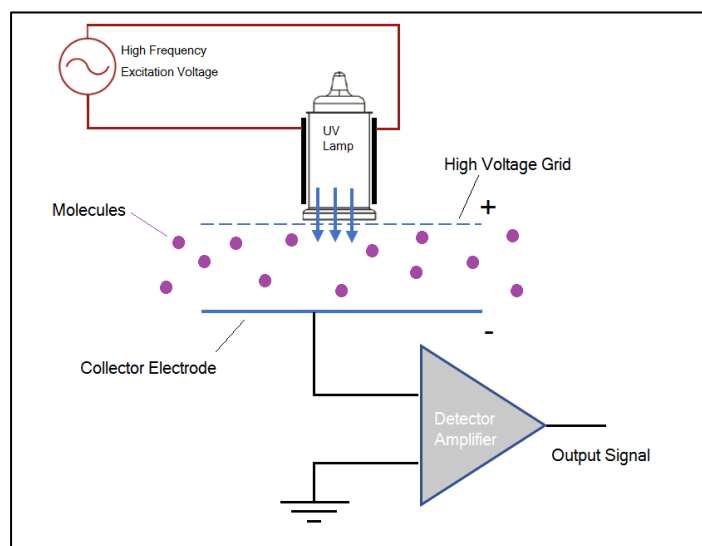 High Frequency
Excitation Voltage
UV
Lamp
High Voltage Grid
+
Molecules
-
Collector Electrode
Detector
Amplifier
Output Signal